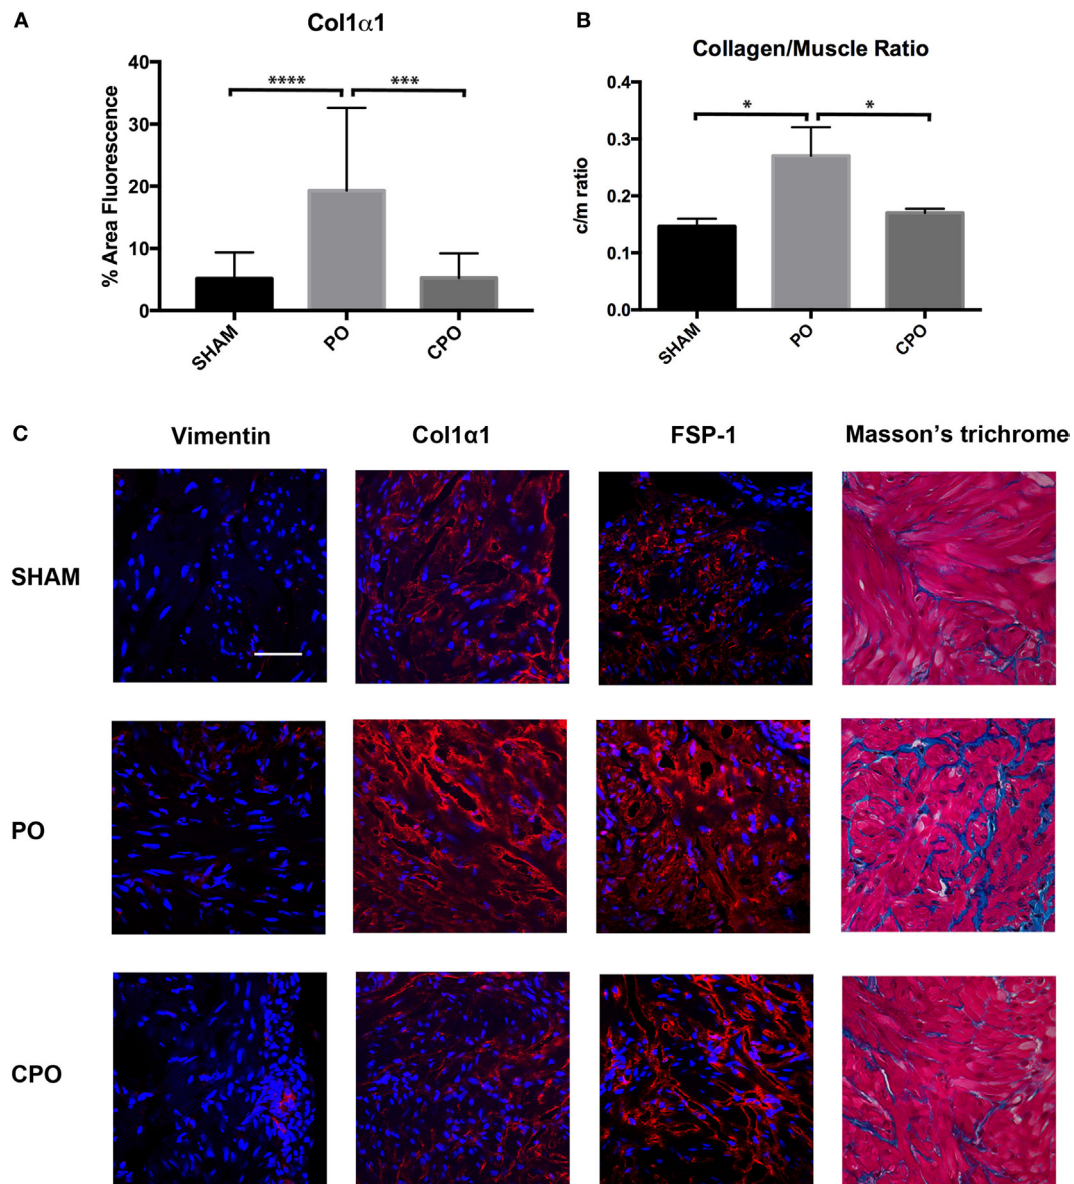 A
Col1α1
% Area Fluorescence
40
30
20
10
0
****
***
SHAM
PO
CPO
B
Collagen/Muscle Ratio
c/m ratio
0.4
0.3
0.2
0.1
0.0
*
*
SHAM
PO
CPO
C
Vimentin
Col1α1
FSP-1
Masson's trichrome
SHAM
PO
CPO